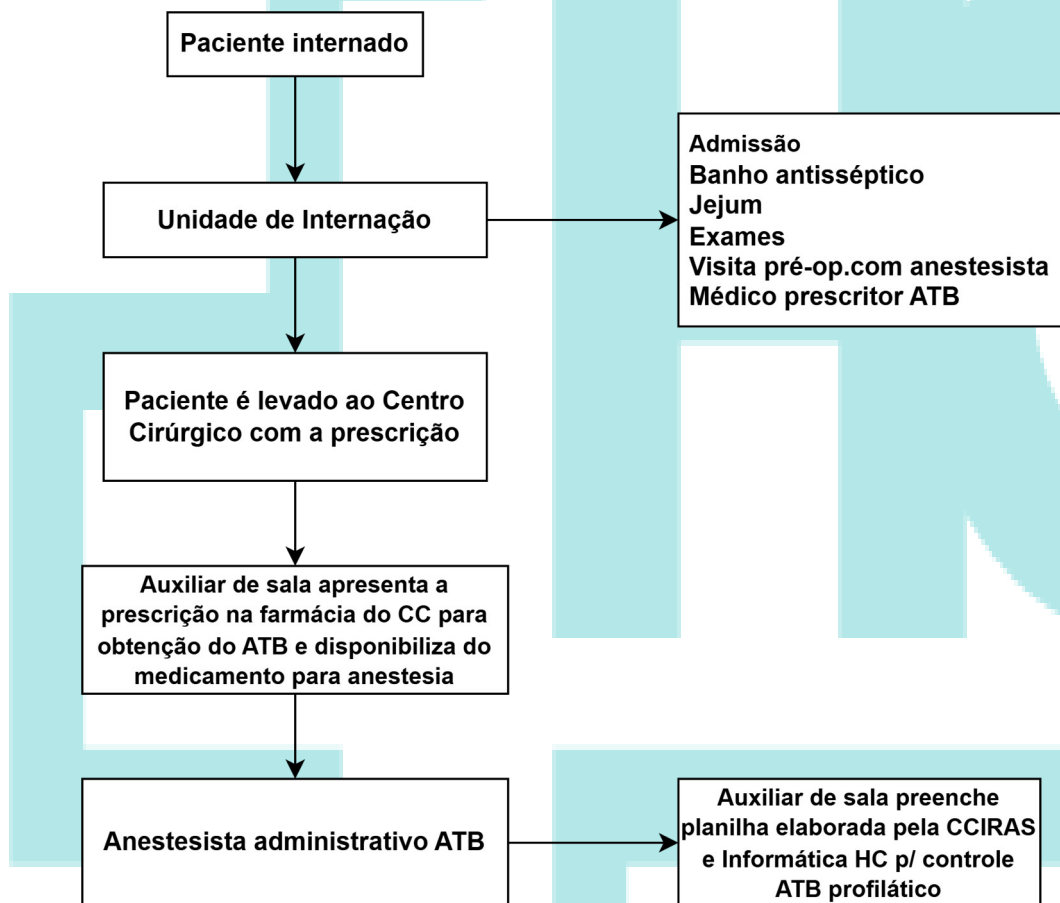 Paciente internado
Unidade de Internação
Admissão
Banho antisséptico
Jejum
Exames
Visita pré-op.com anestesista
Médico prescritor ATB
Paciente é levado ao Centro
Cirúrgico com a prescrição
Auxiliar de sala apresenta a
prescrição na farmácia do CC para
obtenção do ATB e disponibiliza do
medicamento para anestesia
Anestesista administrativo ATB
Auxiliar de sala preenche
planilha elaborada pela CCIRAS
e Informática HC p/ controle
ATB profilático